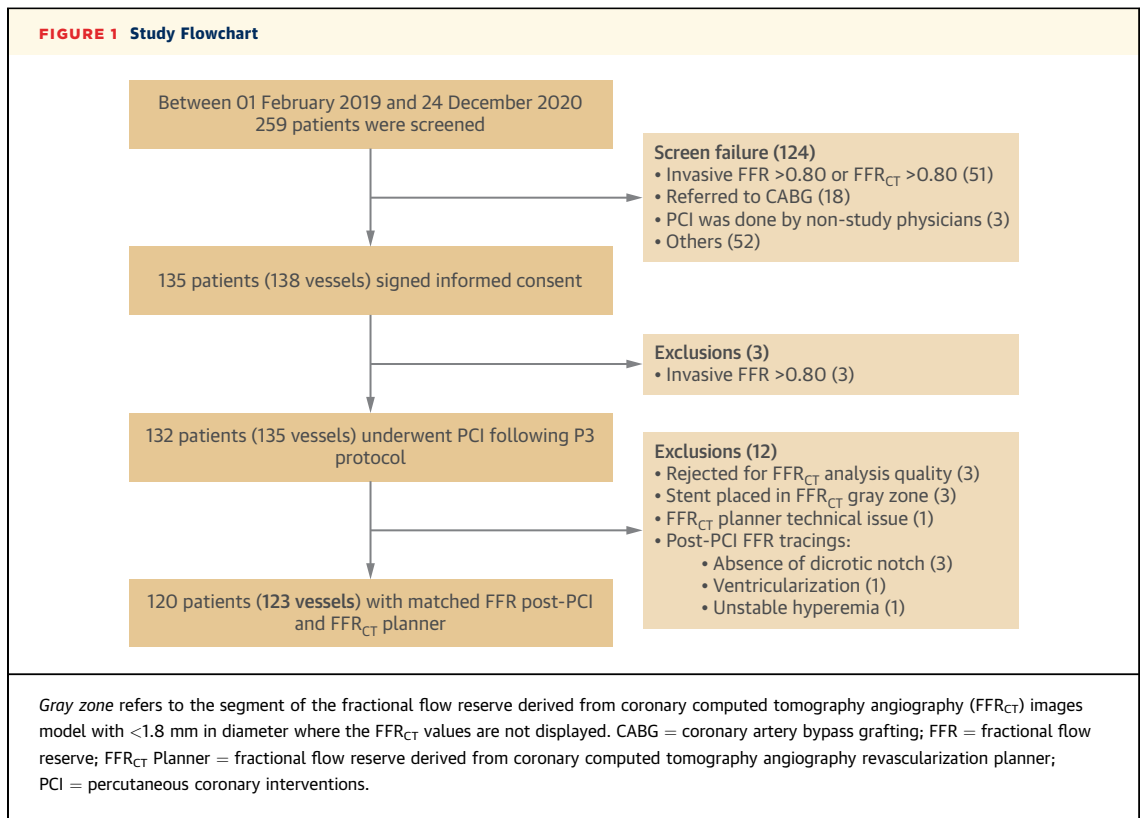 FIGURE 1 Study Flowchart
Between 01 February 2019 and 24 December 2020
259 patients were screened
Screen failure (124)
• Invasive FFR >0.80 or FFRCT >0.80 (51)
• Referred to CABG (18)
• PCI was done by non-study physicians (3)
• Others (52)
135 patients (138 vessels) signed informed consent
Exclusions (3)
• Invasive FFR >0.80 (3)
132 patients (135 vessels) underwent PCI following P3
protocol
Exclusions (12)
• Rejected for FFRCT analysis quality (3)
• Stent placed in FFRCT gray zone (3)
• FFRCT planner technical issue (1)
• Post-PCI FFR tracings:
• Absence of dicrotic notch (3)
• Ventricularization (1)
• Unstable hyperemia (1)
120 patients (123 vessels) with matched FFR post-PCI
and FFRCT planner
Gray zone refers to the segment of the fractional flow reserve derived from coronary computed tomography angiography (FFRCT) images
model with <1.8 mm in diameter where the FFRCT values are not displayed. CABG = coronary artery bypass grafting; FFR = fractional flow
reserve; FFRCT Planner = fractional flow reserve derived from coronary computed tomography angiography revascularization planner;
PCI = percutaneous coronary interventions.